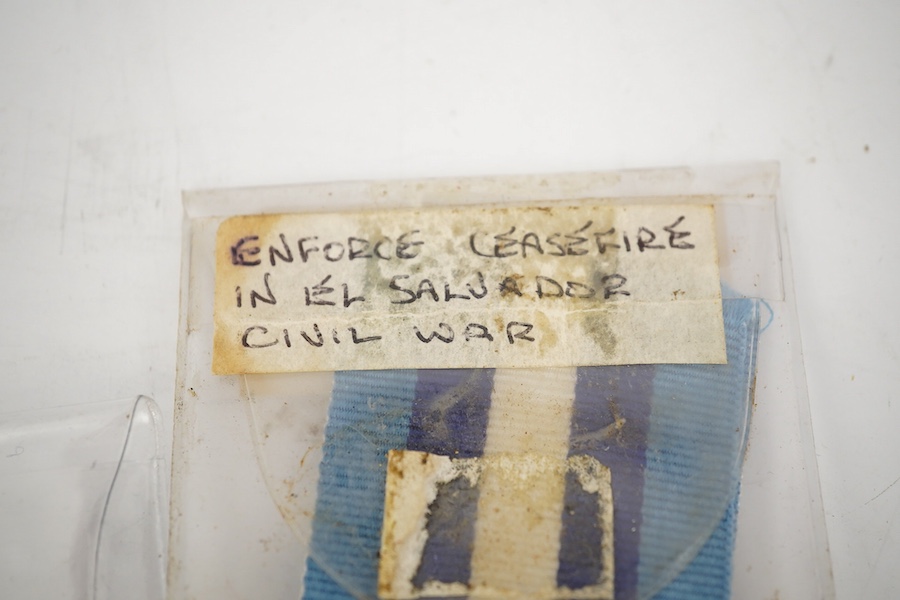 ENFORCE CEASEFIRE
IN EL SALVADOR
CIVIL WAR